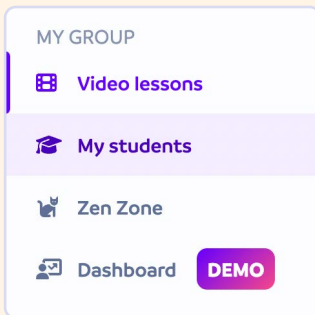 MY GROUP
Video lessons
My students
Zen Zone
Dashboard DEMO